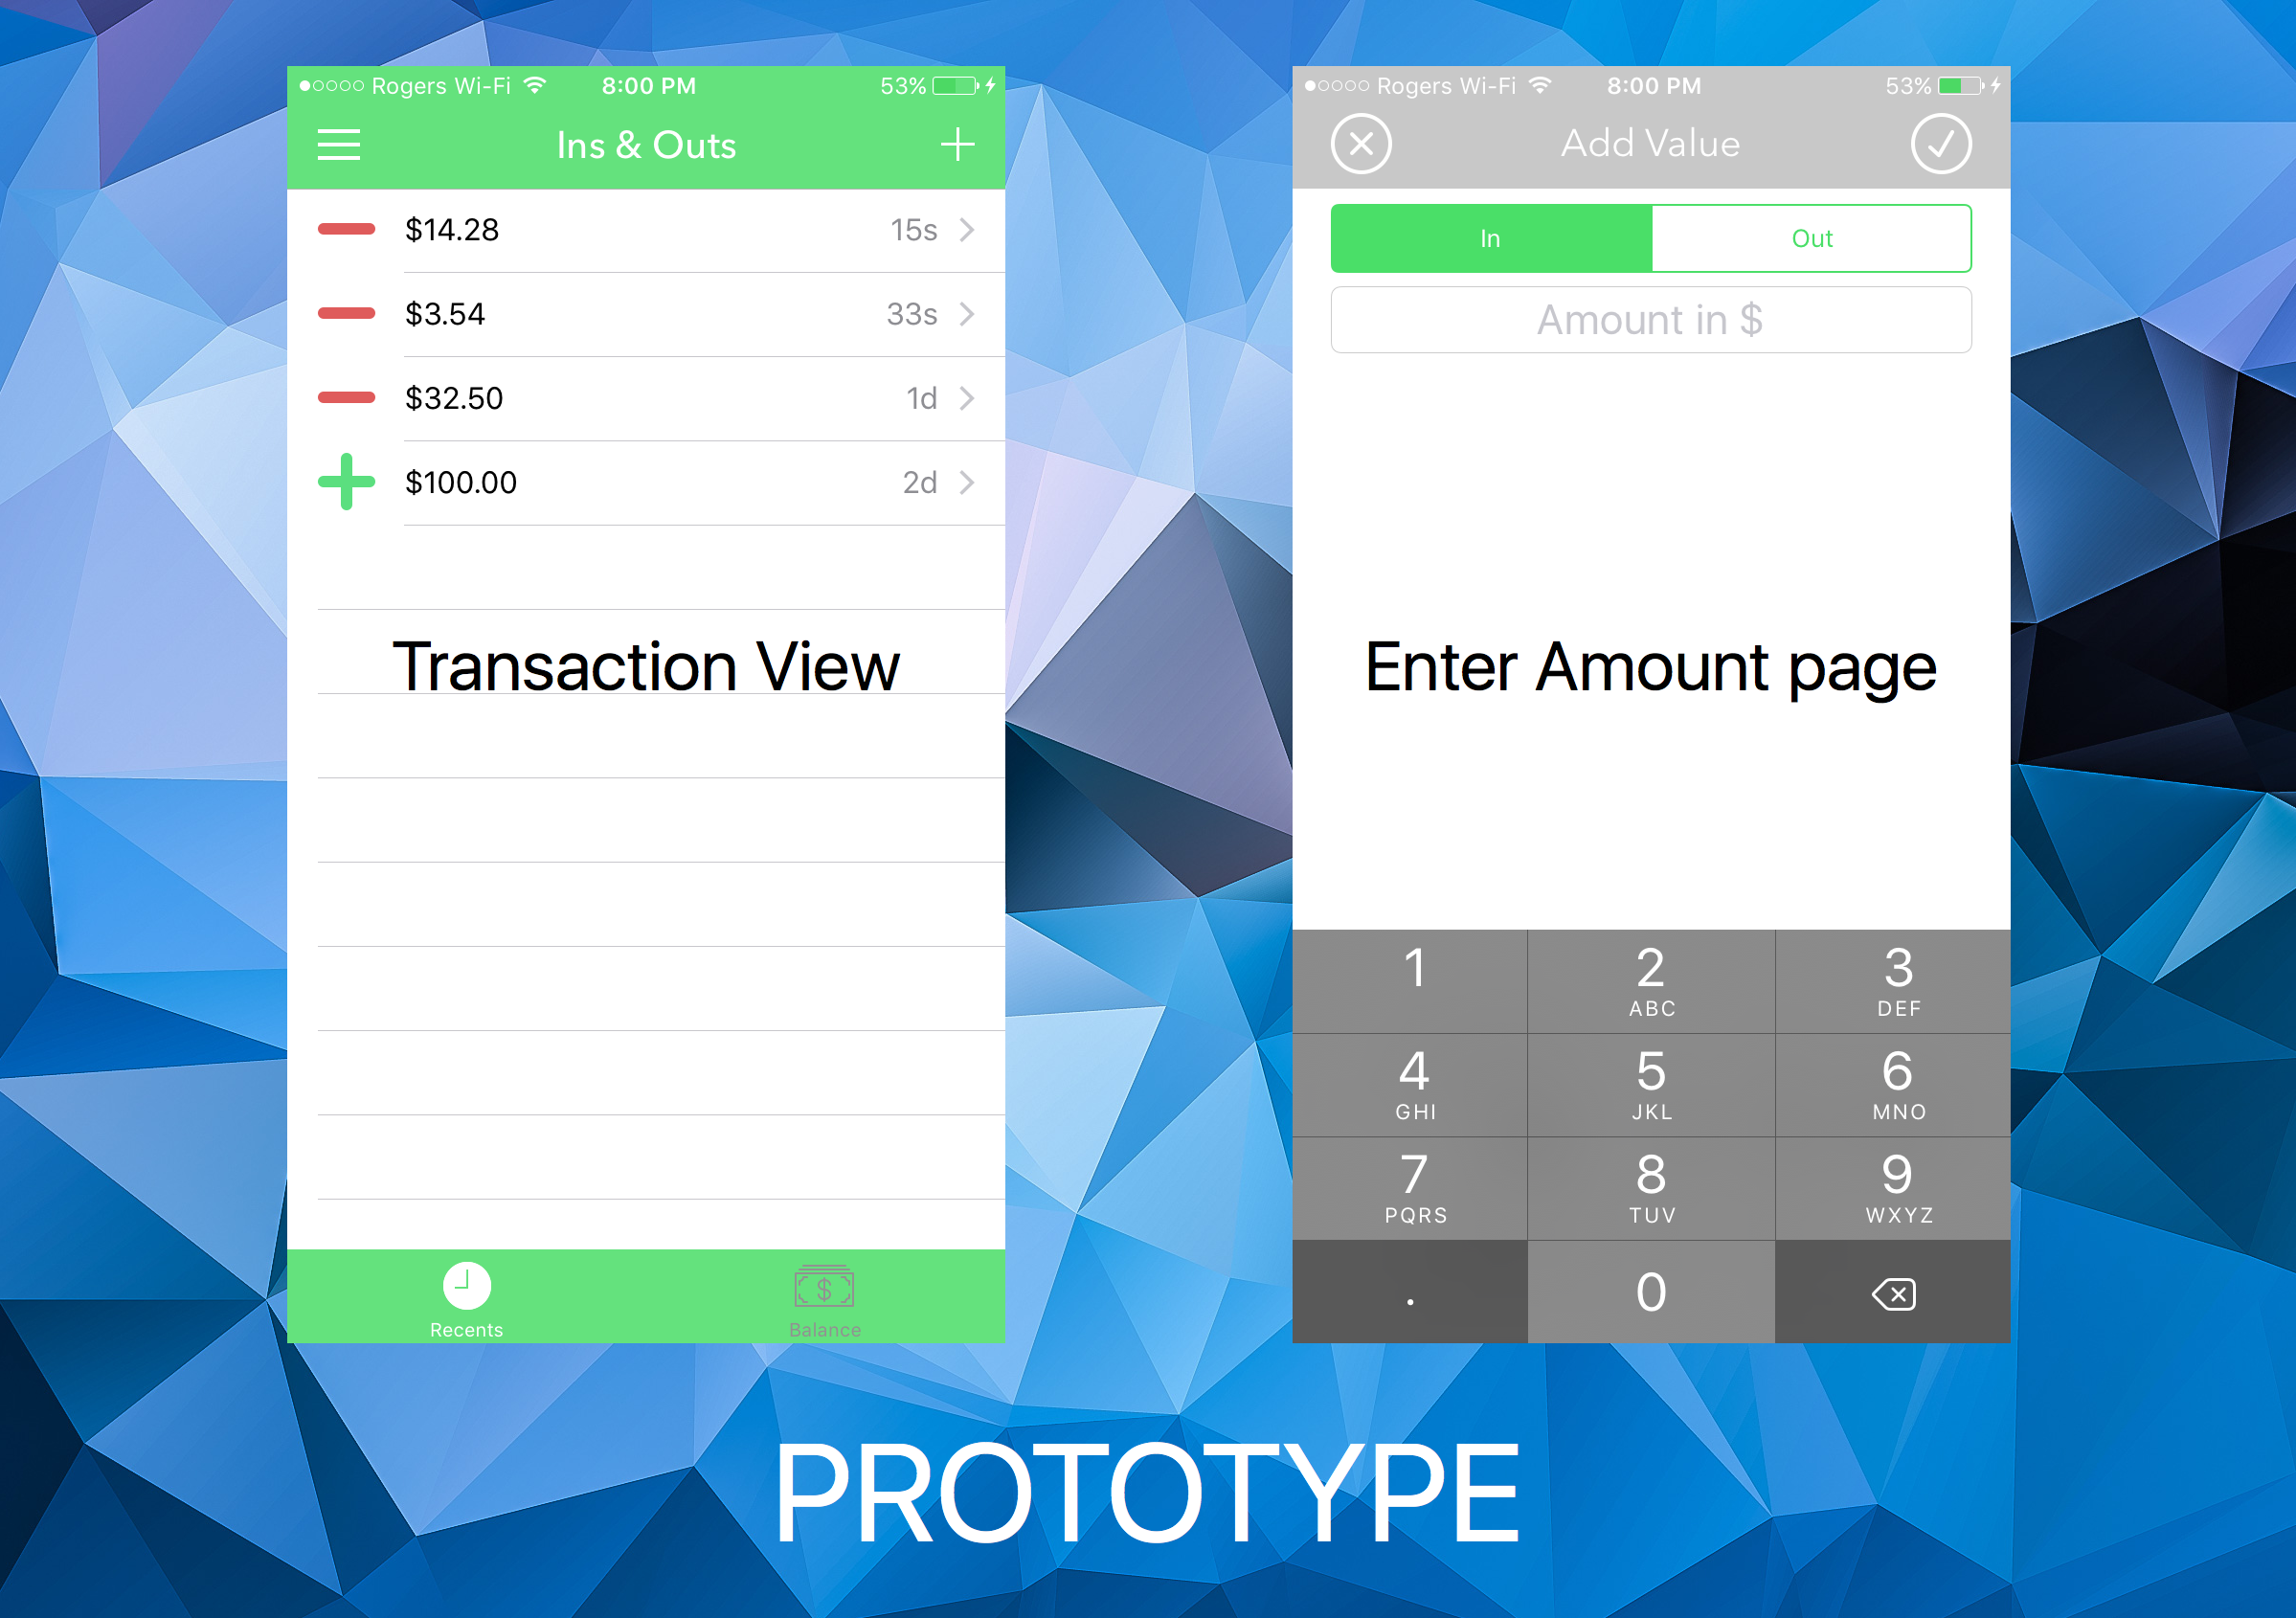 Rogers Wi-Fi 8:00 PM 53%
Ins & Outs
$14.28 15s
$3.54 33s
$32.50 1d
$100.00 2d
Transaction View
Recents Balance
Rogers Wi-Fi 8:00 PM 53%
Add Value
In Out
Amount in $
Enter Amount page
1 2 3
ABC DEF
4 5 6
GHI JKL MNO
7 8 9
PQRS TUV WXYZ
. 0
PROTOTYPE